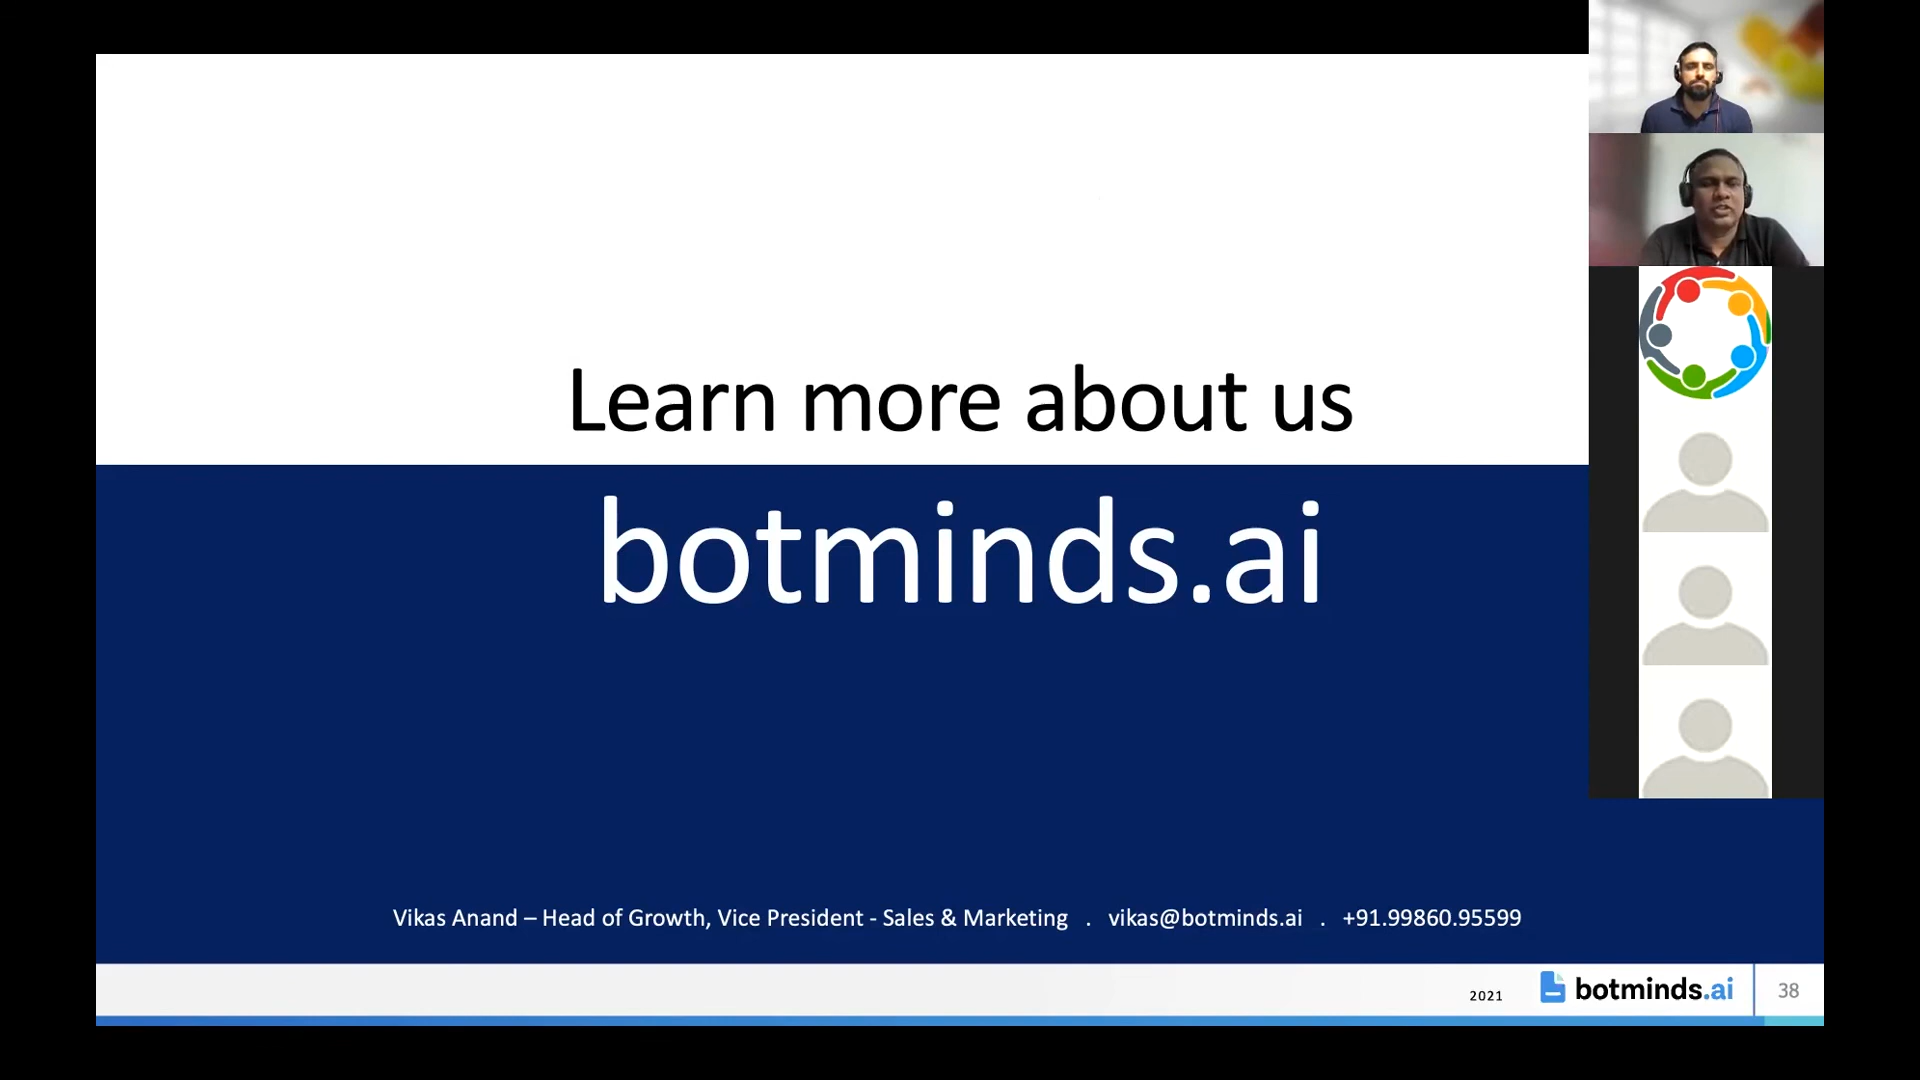 Learn more about us
botminds.ai
Vikas Anand – Head of Growth, Vice President - Sales & Marketing . vikas@botminds.ai . +91.99860.95599
2021 botminds.ai 38